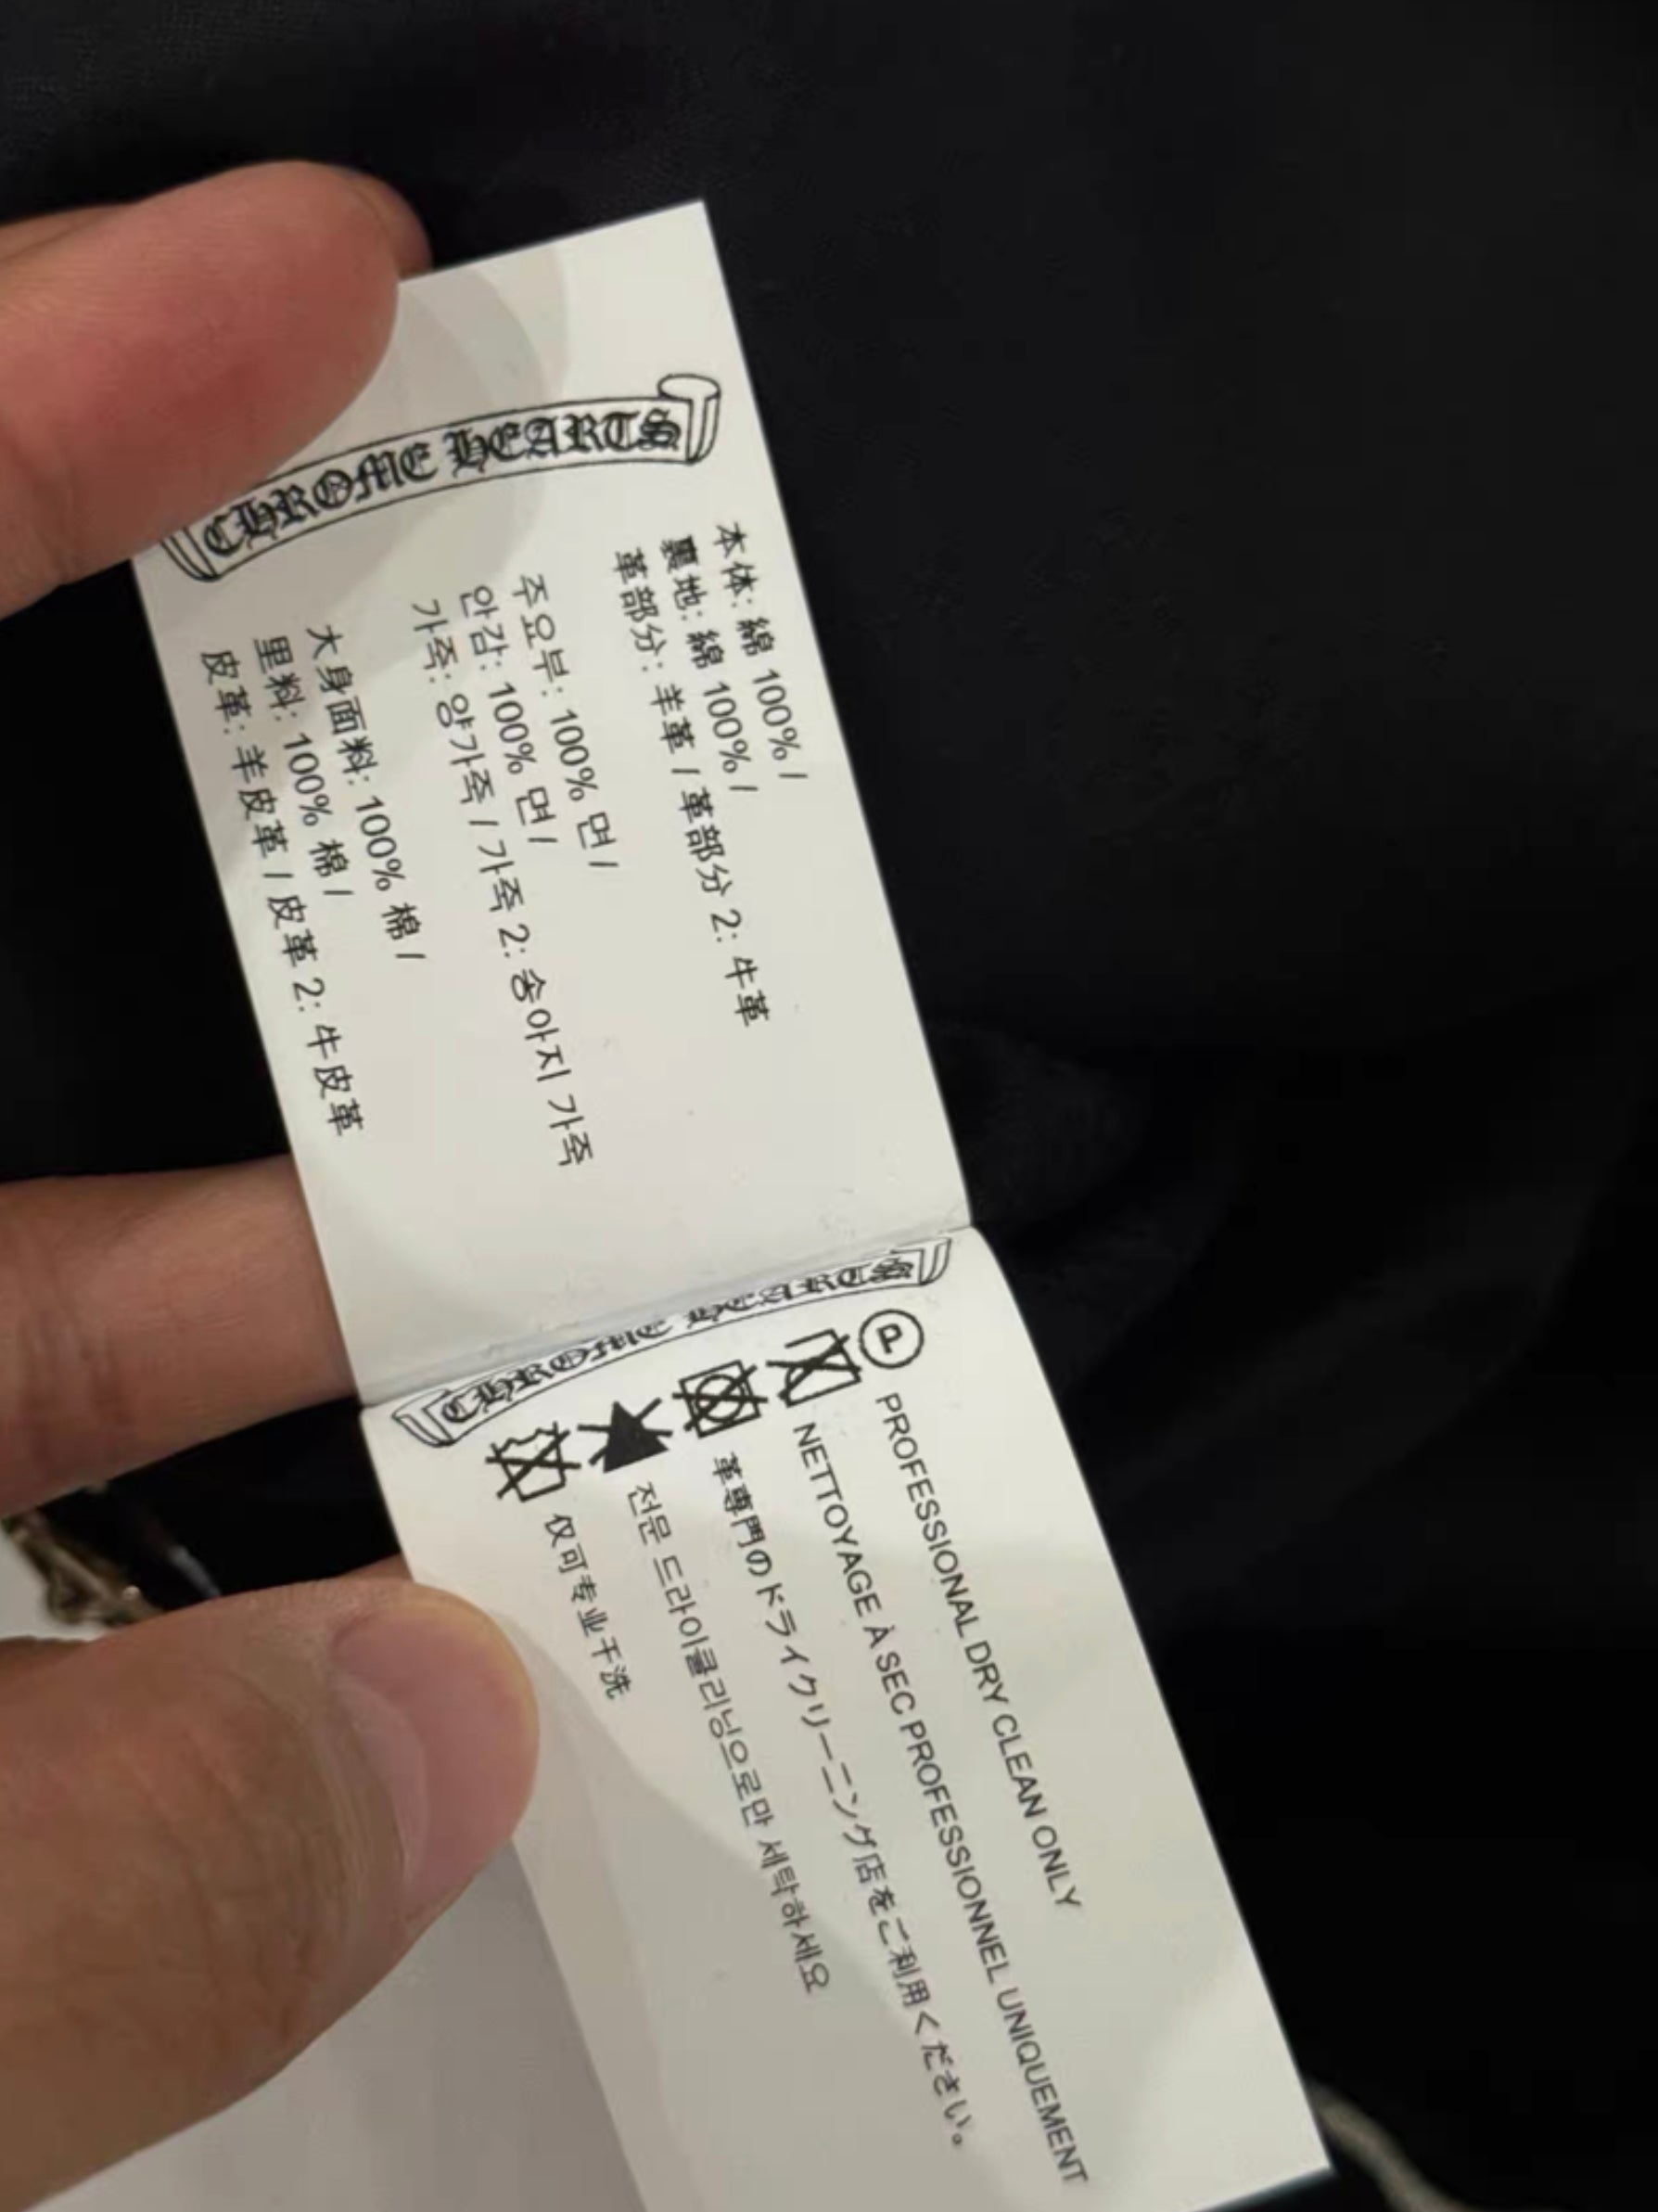 CHROME HEARTS
本体: 綿 100% /
裏地: 綿 100% /
革部分: 羊革 / 革部分 2: 牛革
주요부: 100% 면 /
안감: 100% 면 /
가죽: 양가죽 / 가죽 2: 송아지 가죽
大身面料: 100% 棉 /
里料: 100% 棉 /
皮革: 羊皮革 / 皮革 2: 牛皮革
P
PROFESSIONAL DRY CLEAN ONLY
NETTOYAGE À SEC PROFESSIONNEL UNIQUEMENT
革専門のドライクリーニング店をご利用ください。
전문 드라이클리닝으로만 세탁하세요
仅可专业干洗